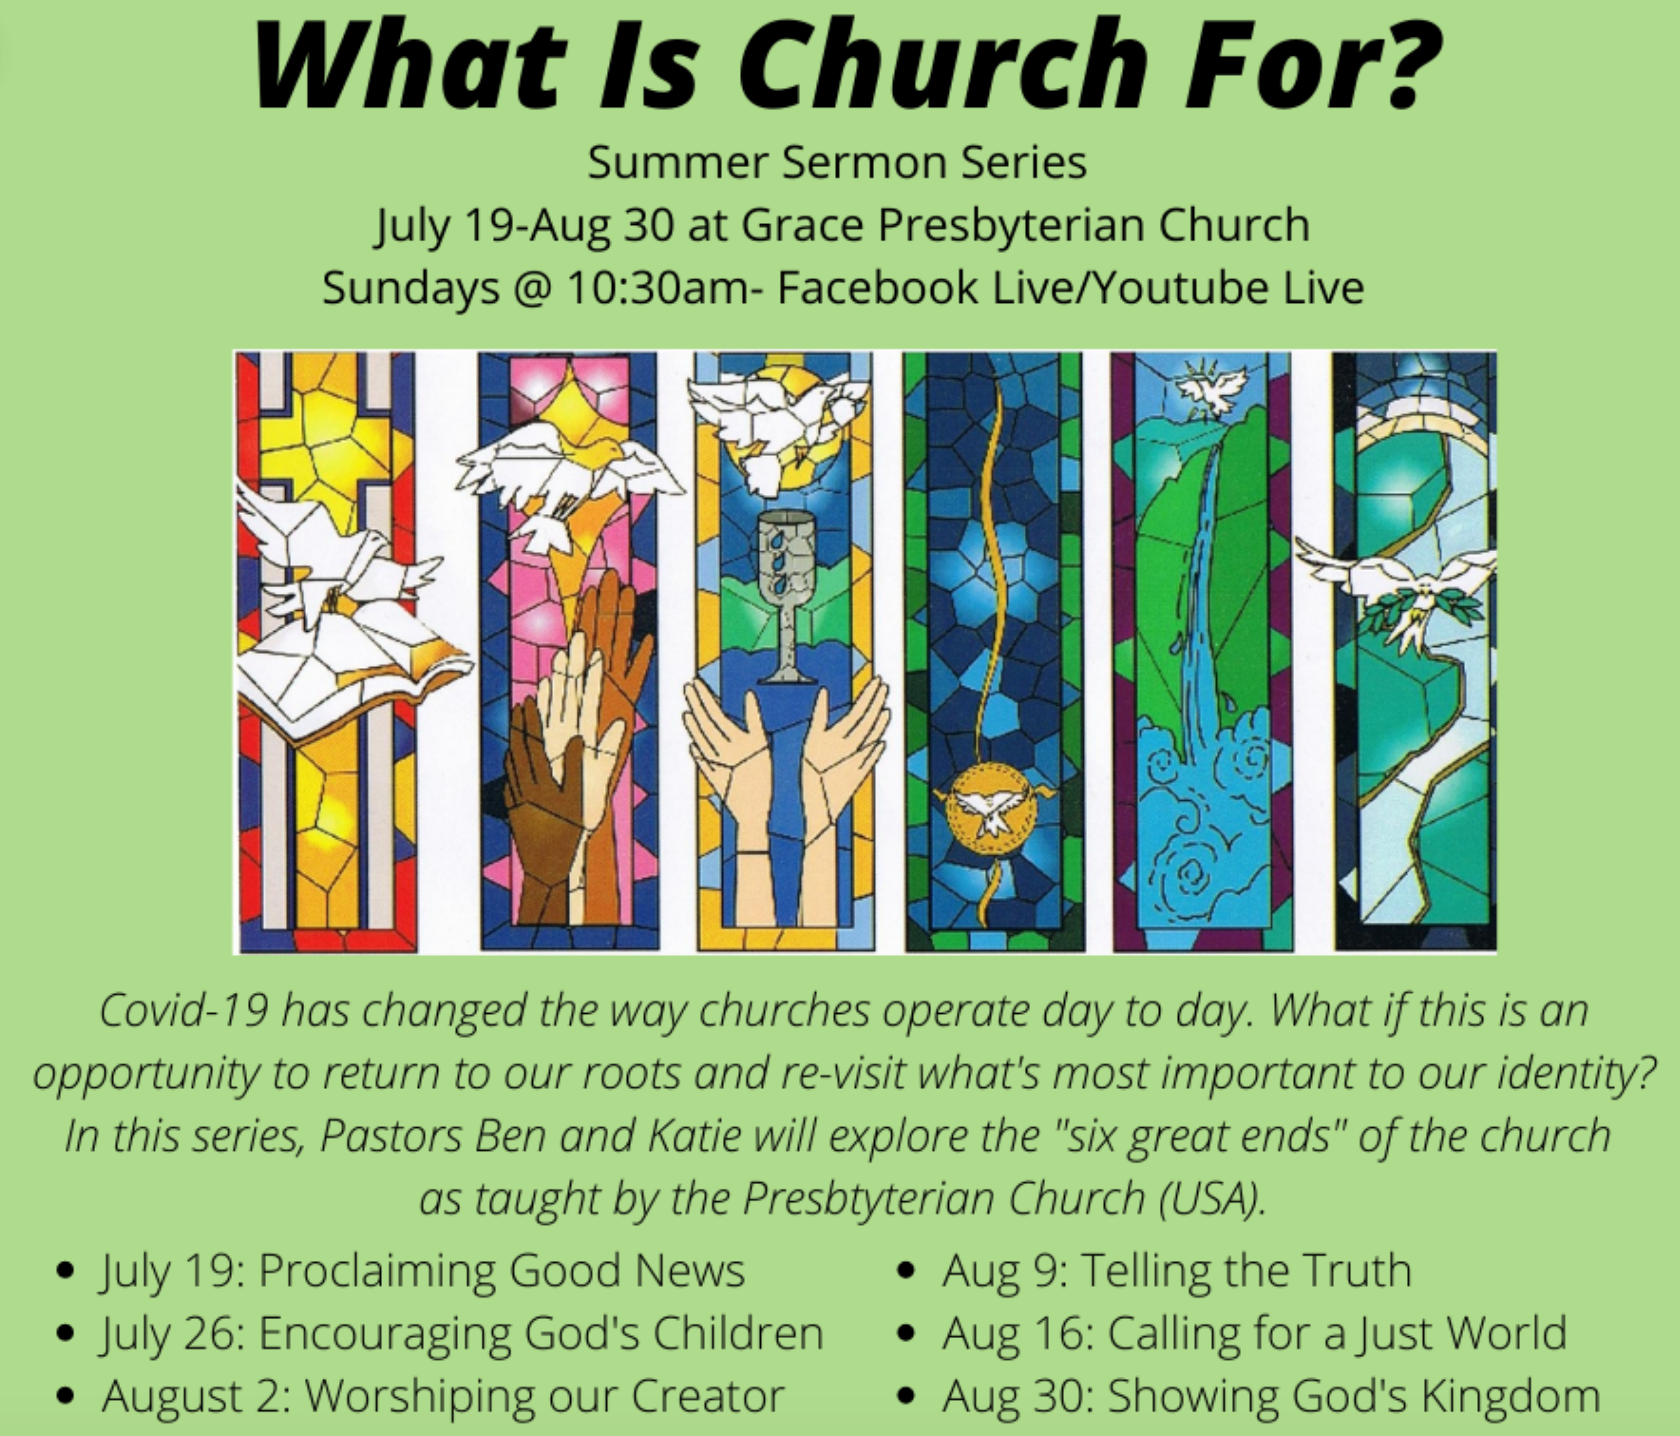 What Is Church For?
Summer Sermon Series
July 19-Aug 30 at Grace Presbyterian Church
Sundays @ 10:30am- Facebook Live/Youtube Live
Covid-19 has changed the way churches operate day to day. What if this is an
opportunity to return to our roots and re-visit what's most important to our identity?
In this series, Pastors Ben and Katie will explore the "six great ends" of the church
as taught by the Presbtyterian Church (USA).
• July 19: Proclaiming Good News
• July 26: Encouraging God's Children
• August 2: Worshiping our Creator
• Aug 9: Telling the Truth
• Aug 16: Calling for a Just World
• Aug 30: Showing God's Kingdom